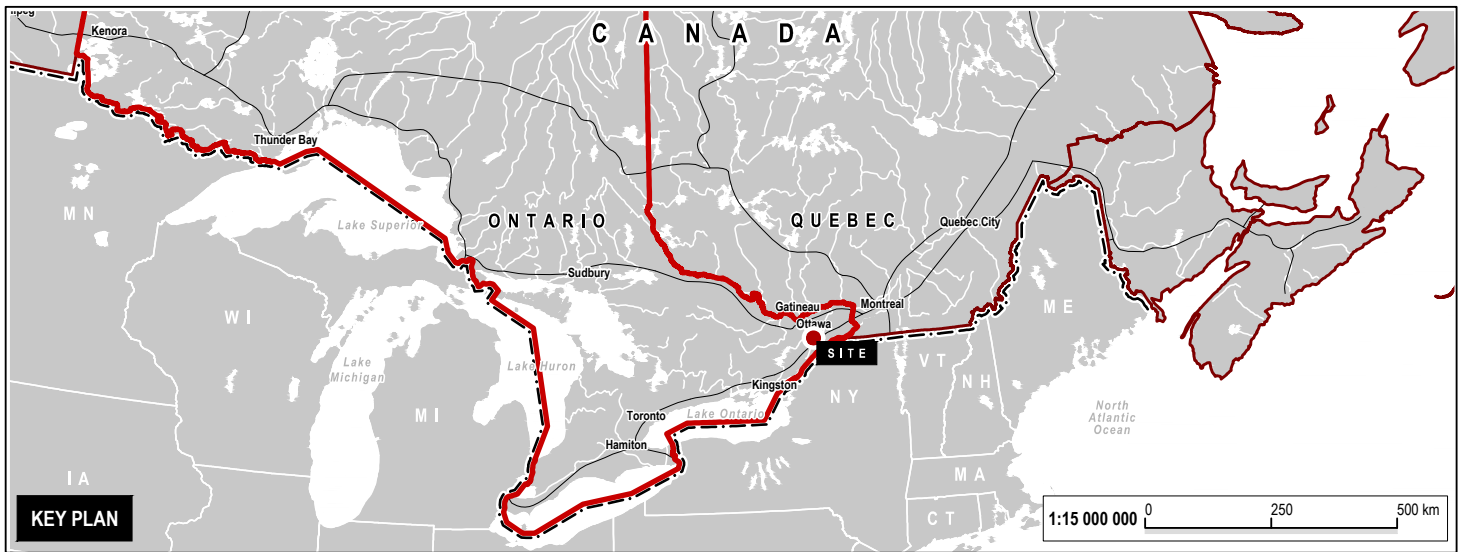 Kenora
C A N A D A
Thunder Bay
MN
Lake Superior
ONTARIO
QUEBEC
Quebec City
Sudbury
Gatineau
Montreal
Ottawa
SITE
WI
ME
Lake
Michigan
Lake Huron
VT
Kingston
NH
NY
MI
Toronto
Lake Ontario
North
Atlantic
Ocean
Hamiton
IA
MA
CT
KEY PLAN
1:15 000 000
0
250
500 km